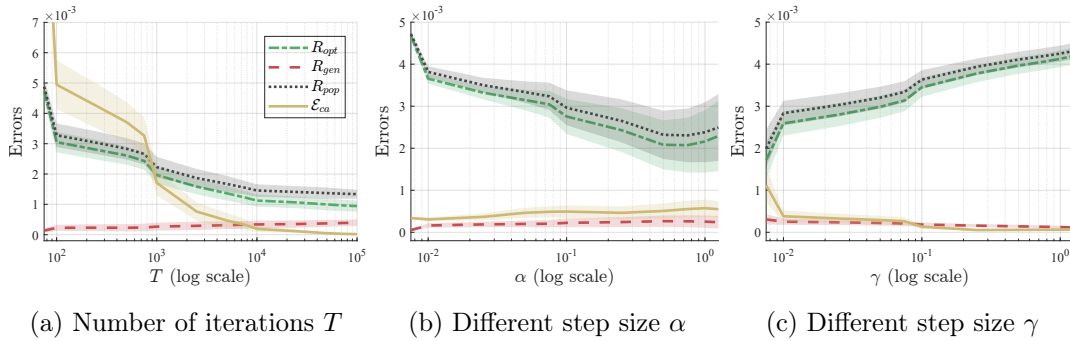 ×10⁻³
7
6
5
4
3
2
1
0
Errors
10² 10³ 10⁴ 10⁵
T (log scale)
R_opt
R_gen
R_pop
ℰ_ca
(a) Number of iterations T
×10⁻³
5
4
3
2
1
0
Errors
10⁻² 10⁻¹ 10⁰
α (log scale)
(b) Different step size α
×10⁻³
5
4
3
2
1
0
Errors
10⁻² 10⁻¹ 10⁰
γ (log scale)
(c) Different step size γ